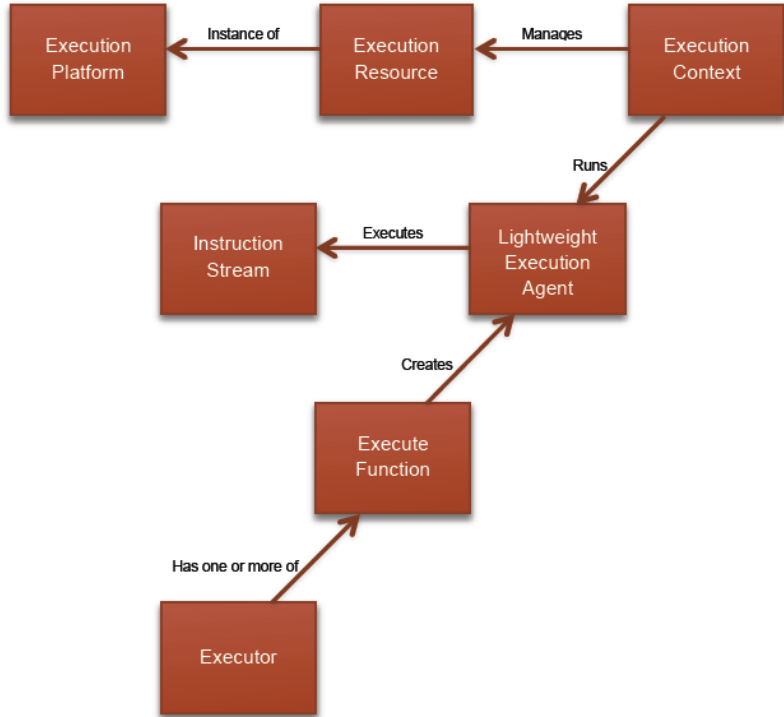 Execution
Platform
Instance of
Execution
Resource
Manages
Execution
Context
Runs
Instruction
Stream
Executes
Lightweight
Execution
Agent
Creates
Execute
Function
Has one or more of
Executor